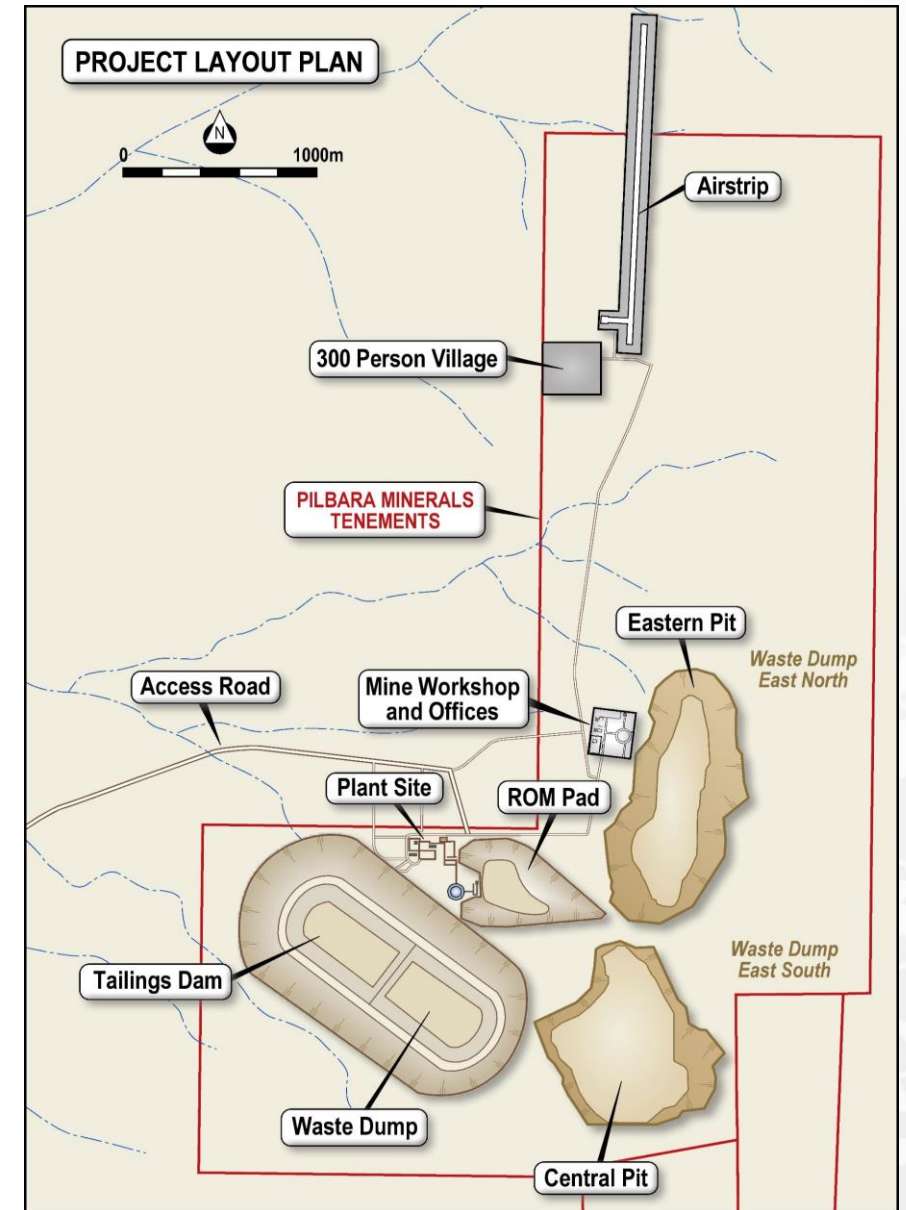 PROJECT LAYOUT PLAN
N
0 1000m
Airstrip
300 Person Village
PILBARA MINERALS
TENEMENTS
Eastern Pit
Waste Dump
East North
Access Road
Mine Workshop
and Offices
Plant Site
ROM Pad
Waste Dump
East South
Tailings Dam
Waste Dump
Central Pit